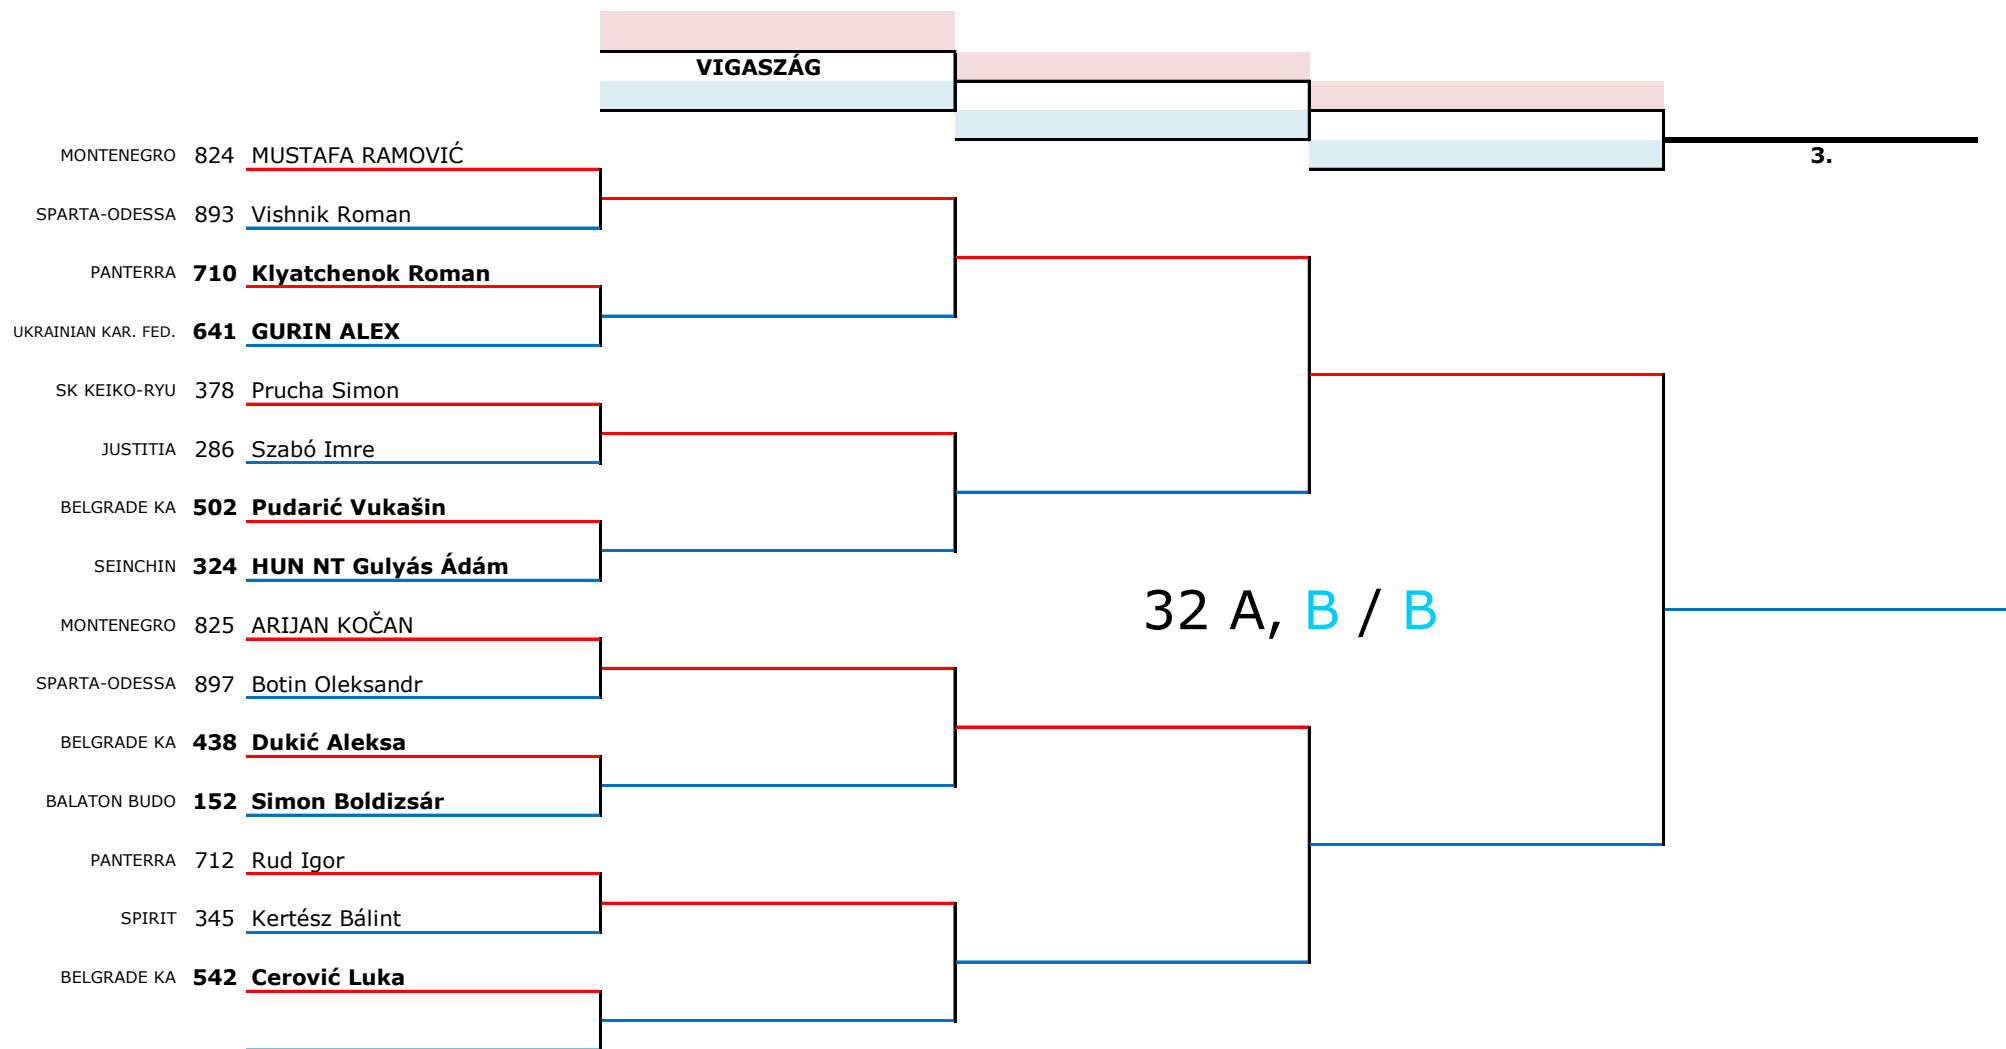 VIGASZÁG
MONTENEGRO 824 MUSTAFA RAMOVIĆ
3.
SPARTA-ODESSA 893 Vishnik Roman
PANTERRA 710 Klyatchenok Roman
UKRAINIAN KAR. FED. 641 GURIN ALEX
SK KEIKO-RYU 378 Prucha Simon
JUSTITIA 286 Szabó Imre
BELGRADE KA 502 Pudarić Vukašin
SEINCHIN 324 HUN NT Gulyás Ádám
32 A, B / B
MONTENEGRO 825 ARIJAN KOČAN
SPARTA-ODESSA 897 Botin Oleksandr
BELGRADE KA 438 Dukić Aleksa
BALATON BUDO 152 Simon Boldizsár
PANTERRA 712 Rud Igor
SPIRIT 345 Kertész Bálint
BELGRADE KA 542 Cerović Luka